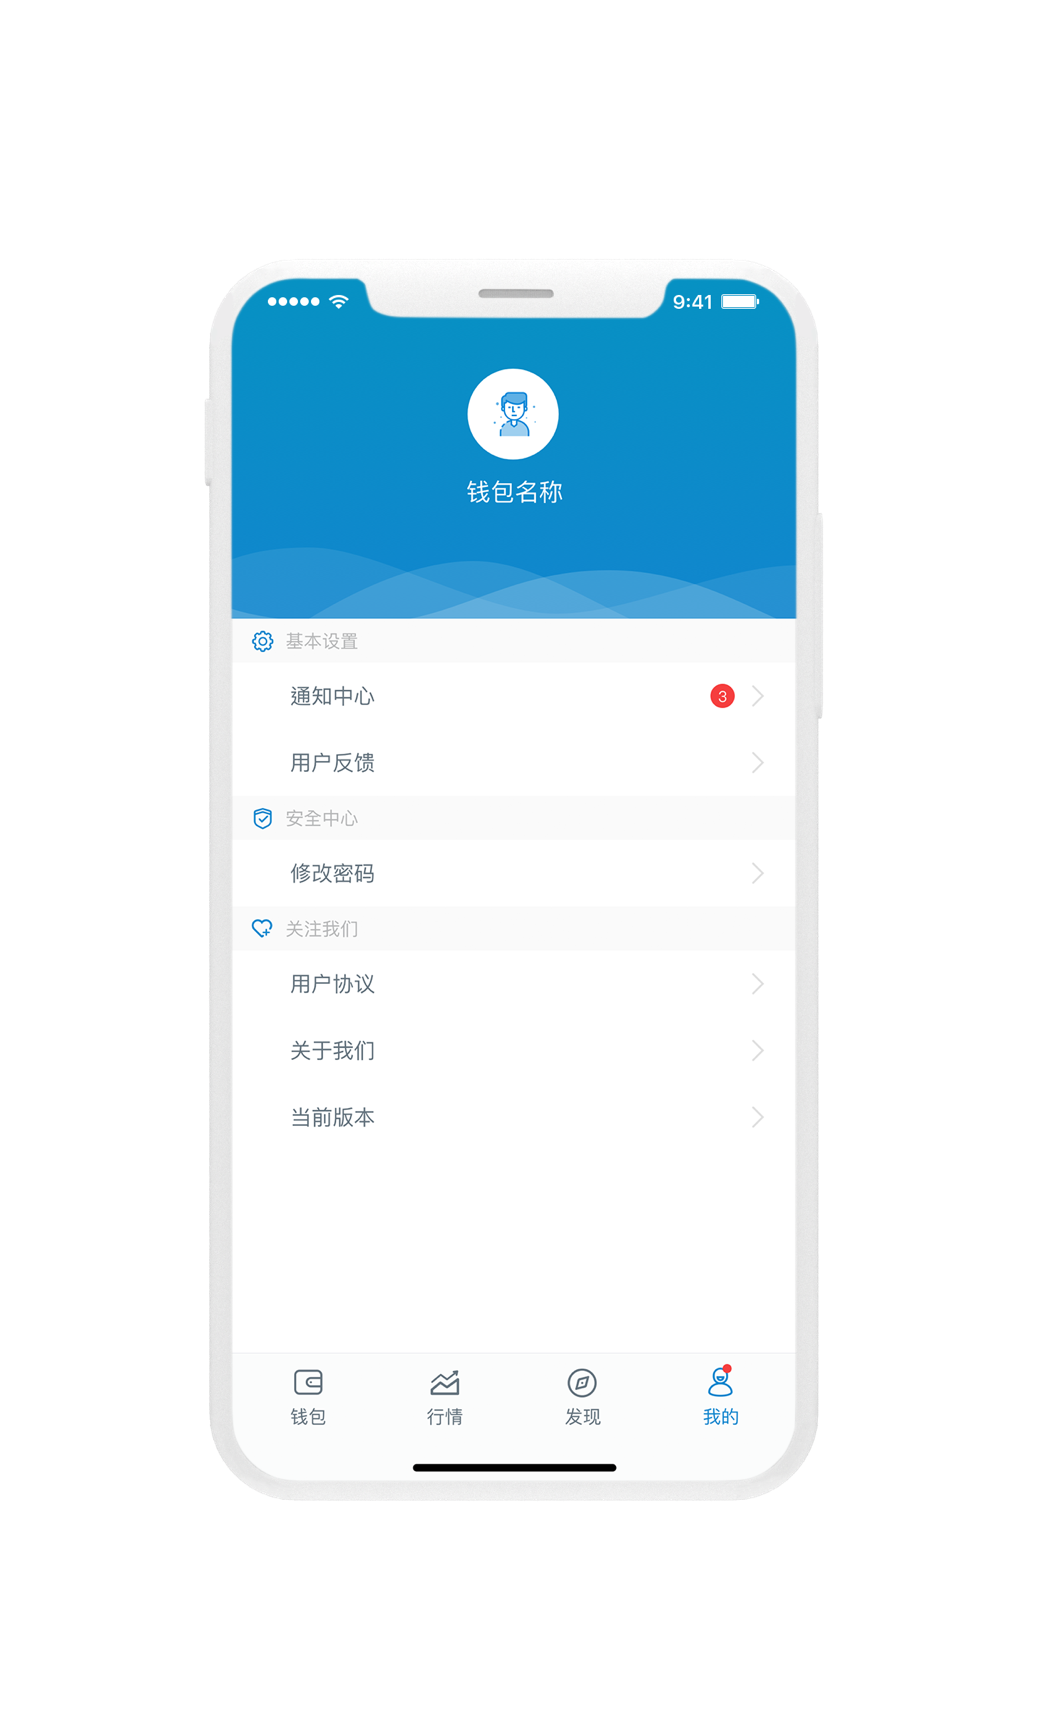 9:41
钱包名称
基本设置
通知中心
3
用户反馈
安全中心
修改密码
关注我们
用户协议
关于我们
当前版本
钱包
行情
发现
我的